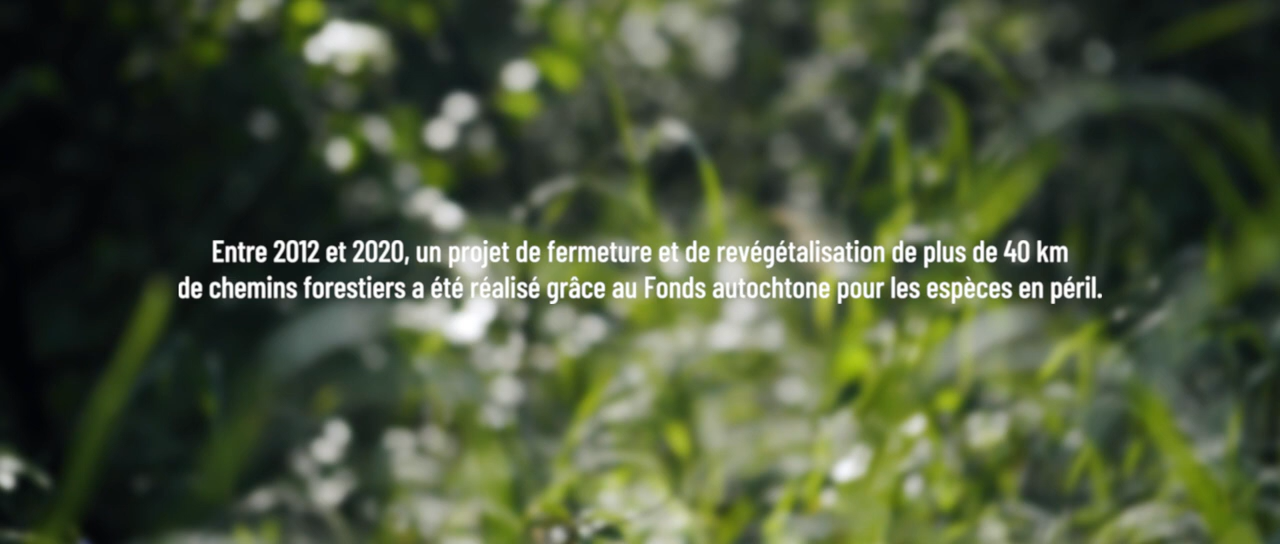 Entre 2012 et 2020, un projet de fermeture et de revégétalisation de plus de 40 km
de chemins forestiers a été réalisé grâce au Fonds autochtone pour les espèces en péril.